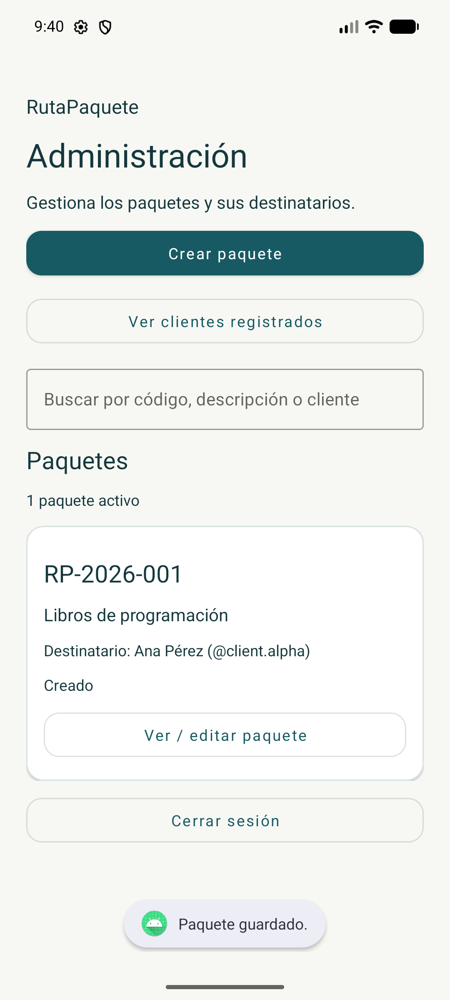 9:40
RutaPaquete
Administración
Gestiona los paquetes y sus destinatarios.
Crear paquete
Ver clientes registrados
Buscar por código, descripción o cliente
Paquetes
1 paquete activo
RP-2026-001
Libros de programación
Destinatario: Ana Pérez (@client.alpha)
Creado
Ver / editar paquete
Cerrar sesión
Paquete guardado.